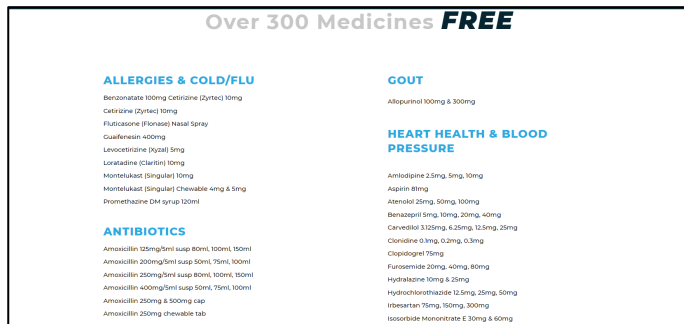 Over 300 Medicines FREE
ALLERGIES & COLD/FLU
Benzonatate 100mg Cetirizine (Zyrtec) 10mg
Cetirizine (Zyrtec) 10mg
Fluticasone (Flonase) Nasal Spray
Guaifenesin 400mg
Levocetirizine (Xyzal) 5mg
Loratadine (Claritin) 10mg
Montelukast (Singular) 10mg
Montelukast (Singular) Chewable 4mg & 5mg
Promethazine DM syrup 120ml
ANTIBIOTICS
Amoxicillin 125mg/5ml susp 80ml, 100ml, 150ml
Amoxicillin 200mg/5ml susp 50ml, 75ml, 100ml
Amoxicillin 250mg/5ml susp 80ml, 100ml, 150ml
Amoxicillin 400mg/5ml susp 50ml, 75ml, 100ml
Amoxicillin 250mg & 500mg cap
Amoxicillin 250mg chewable tab
GOUT
Allopurinol 100mg & 300mg
HEART HEALTH & BLOOD
PRESSURE
Amlodipine 2.5mg, 5mg, 10mg
Aspirin 81mg
Atenolol 25mg, 50mg, 100mg
Benazepril 5mg, 10mg, 20mg, 40mg
Carvedilol 3.125mg, 6.25mg, 12.5mg, 25mg
Clonidine 0.1mg, 0.2mg, 0.3mg
Clopidogrel 75mg
Furosemide 20mg, 40mg, 80mg
Hydralazine 10mg & 25mg
Hydrochlorothiazide 12.5mg, 25mg, 50mg
Irbesartan 75mg, 150mg, 300mg
Isosorbide Mononitrate E 30mg & 60mg